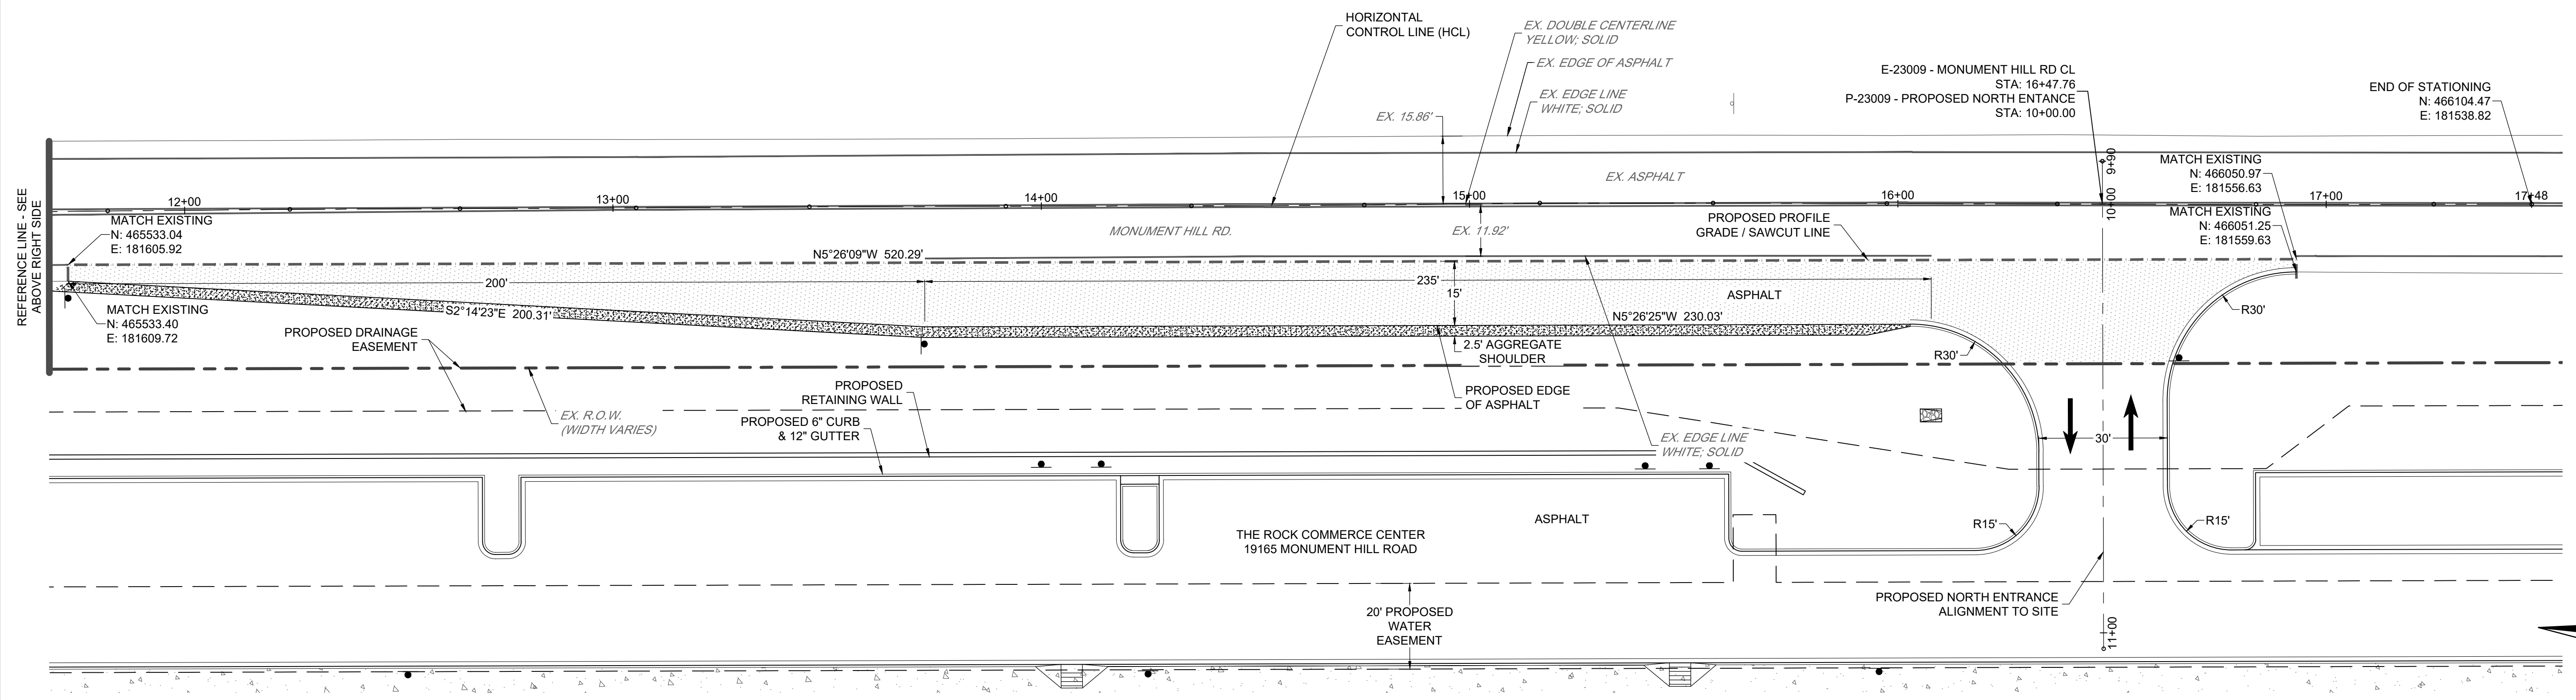 HORIZONTAL
CONTROL LINE (HCL)
EX. DOUBLE CENTERLINE
YELLOW; SOLID
EX. EDGE OF ASPHALT
EX. EDGE LINE
WHITE; SOLID
EX. 15.86'
E-23009 - MONUMENT HILL RD CL
STA: 16+47.76
P-23009 - PROPOSED NORTH ENTANCE
STA: 10+00.00
END OF STATIONING
N: 466104.47
E: 181538.82
MATCH EXISTING
N: 466050.97
E: 181556.63
MATCH EXISTING
N: 466051.25
E: 181559.63
9+90
10+00
EX. ASPHALT
12+00
13+00
14+00
15+00
16+00
17+00
17+48
REFERENCE LINE - SEE
ABOVE RIGHT SIDE
MATCH EXISTING
N: 465533.04
E: 181605.92
MONUMENT HILL RD.
EX. 11.92'
PROPOSED PROFILE
GRADE / SAWCUT LINE
N5°26'09"W 520.29'
200'
235'
15'
ASPHALT
MATCH EXISTING
N: 465533.40
E: 181609.72
S2°14'23"E 200.31'
N5°26'25"W 230.03'
R30'
R30'
PROPOSED DRAINAGE
EASEMENT
2.5' AGGREGATE
SHOULDER
PROPOSED
RETAINING WALL
PROPOSED EDGE
OF ASPHALT
EX. R.O.W.
(WIDTH VARIES)
PROPOSED 6" CURB
& 12" GUTTER
EX. EDGE LINE
WHITE; SOLID
30'
ASPHALT
R15'
R15'
THE ROCK COMMERCE CENTER
19165 MONUMENT HILL ROAD
20' PROPOSED
WATER
EASEMENT
PROPOSED NORTH ENTRANCE
ALIGNMENT TO SITE
11+00